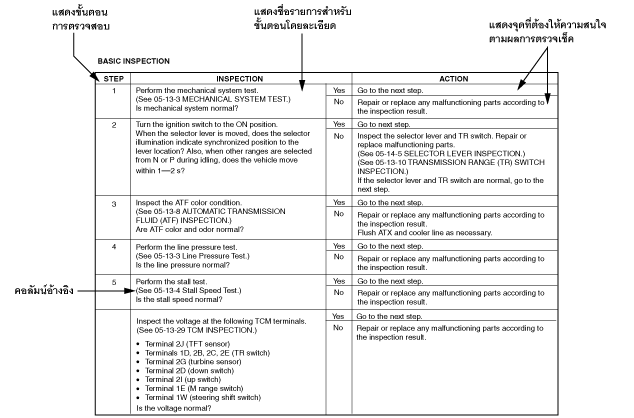 แสดงขั้นตอน
การตรวจสอบ
แสดงชื่อรายการสำหรับ
ขั้นตอนโดยละเอียด
แสดงจุดที่ต้องให้ความสนใจ
ตามผลการตรวจเช็ค
BASIC INSPECTION
STEP INSPECTION ACTION
1 Perform the mechanical system test. Yes Go to the next step.
(See 05-13-3 MECHANICAL SYSTEM TEST.) No Repair or replace any malfunctioning parts according to
Is mechanical system normal? the inspection result.
2 Turn the ignition switch to the ON position. Yes Go to next step.
When the selector lever is moved, does the selector No Inspect the selector lever and TR switch. Repair or
illumination indicate synchronized position to the replace malfunctioning parts.
lever location? Also, when other ranges are selected (See 05-14-5 SELECTOR LEVER INSPECTION.)
from N or P during idling, does the vehicle move (See 05-13-10 TRANSMISSION RANGE (TR) SWITCH
within 1—2 s? INSPECTION.)
If the selector lever and TR switch are normal, go to the
next step.
3 Inspect the ATF color condition. Yes Go to the next step.
(See 05-13-8 AUTOMATIC TRANSMISSION No Repair or replace any malfunctioning parts according to
FLUID (ATF) INSPECTION.) the inspection result.
Are ATF color and odor normal? Flush ATX and cooler line as necessary.
4 Perform the line pressure test. Yes Go to the next step.
(See 05-13-3 Line Pressure Test.) No Repair or replace any malfunctioning parts according to
Is the line pressure normal? the inspection result.
คอลัมน์อ้างอิง
5 Perform the stall test. Yes Go to the next step.
(See 05-13-4 Stall Speed Test.) No Repair or replace any malfunctioning parts according to
Is the stall speed normal? the inspection result.
Inspect the voltage at the following TCM terminals. Yes Go to the next step.
(See 05-13-29 TCM INSPECTION.) No Repair or replace any malfunctioning parts according to
the inspection result.
• Terminal 2J (TFT sensor)
• Terminals 1D, 2B, 2C, 2E (TR switch)
• Terminal 2G (turbine sensor)
• Terminal 2D (down switch)
• Terminal 2I (up switch)
• Terminal 1E (M range switch)
• Terminal 1W (steering shift switch)
Is the voltage normal?